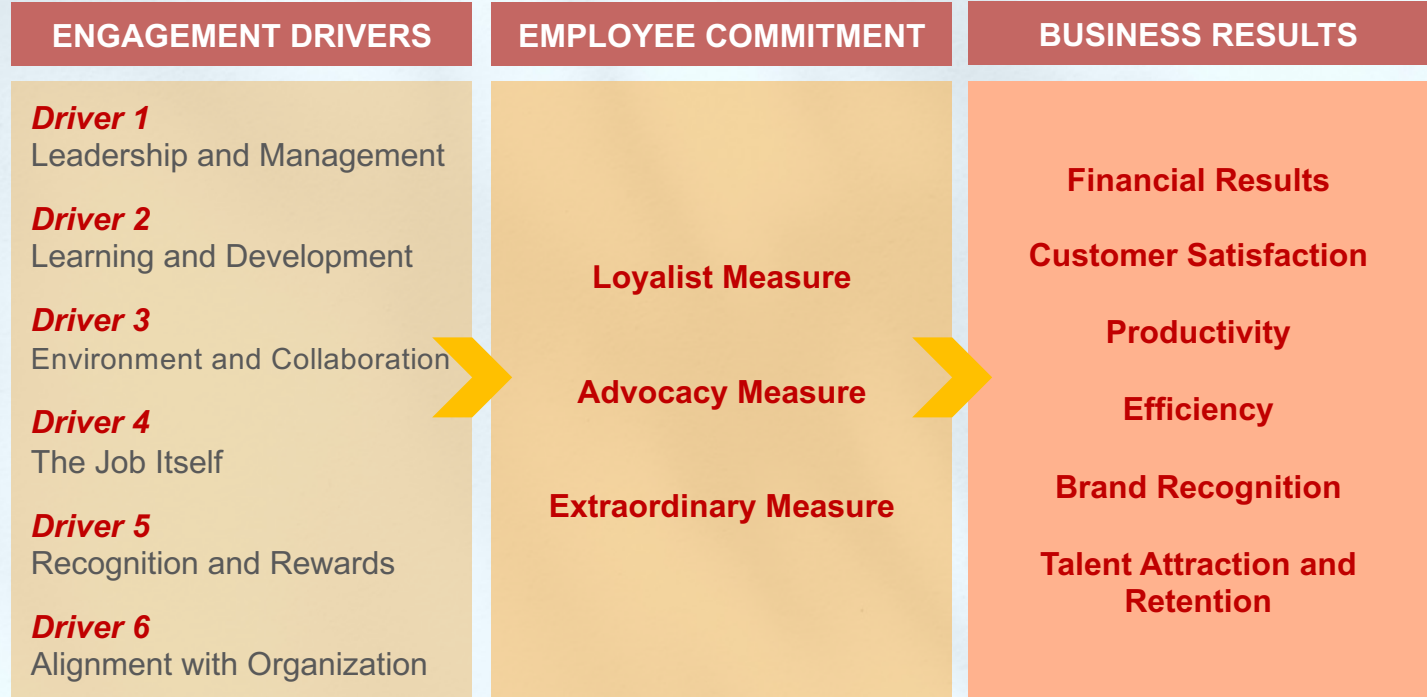 ENGAGEMENT DRIVERS
Driver 1
Leadership and Management
Driver 2
Learning and Development
Driver 3
Environment and Collaboration
Driver 4
The Job Itself
Driver 5
Recognition and Rewards
Driver 6
Alignment with Organization
EMPLOYEE COMMITMENT
Loyalist Measure
Advocacy Measure
Extraordinary Measure
BUSINESS RESULTS
Financial Results
Customer Satisfaction
Productivity
Efficiency
Brand Recognition
Talent Attraction and
Retention